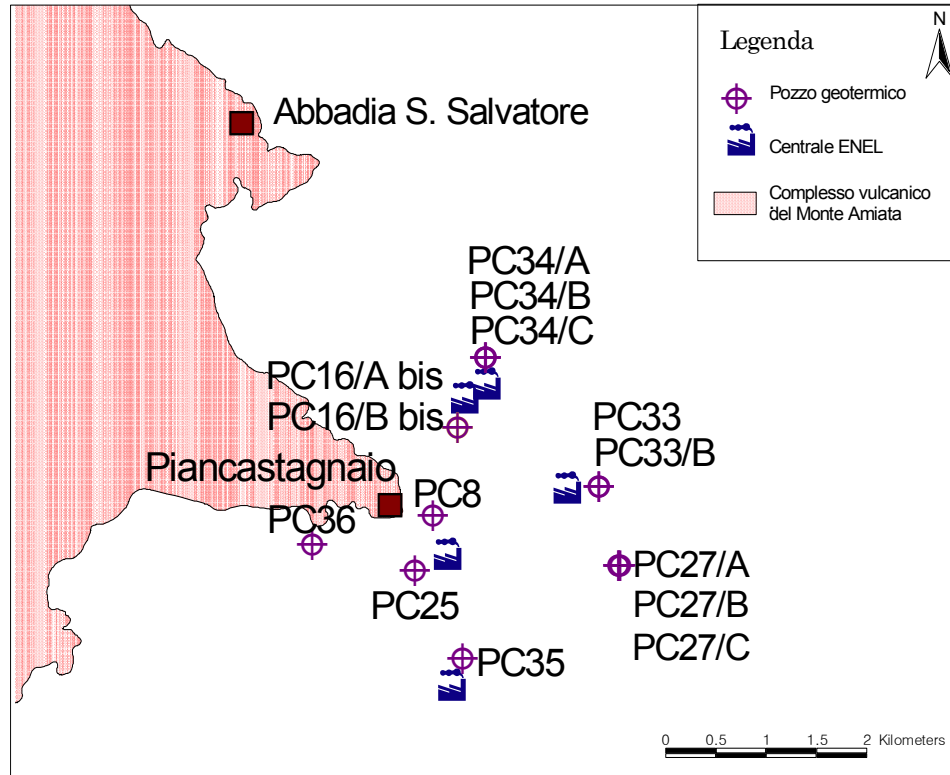 Legenda
N
Pozzo geotermico
Centrale ENEL
Complesso vulcanico
del Monte Amiata
Abbadia S. Salvatore
PC34/A
PC34/B
PC34/C
PC16/A bis
PC16/B bis
PC33
PC33/B
Piancastagnaio
PC8
PC36
PC25
PC27/A
PC27/B
PC27/C
PC35
0 0.5 1 1.5 2 Kilometers